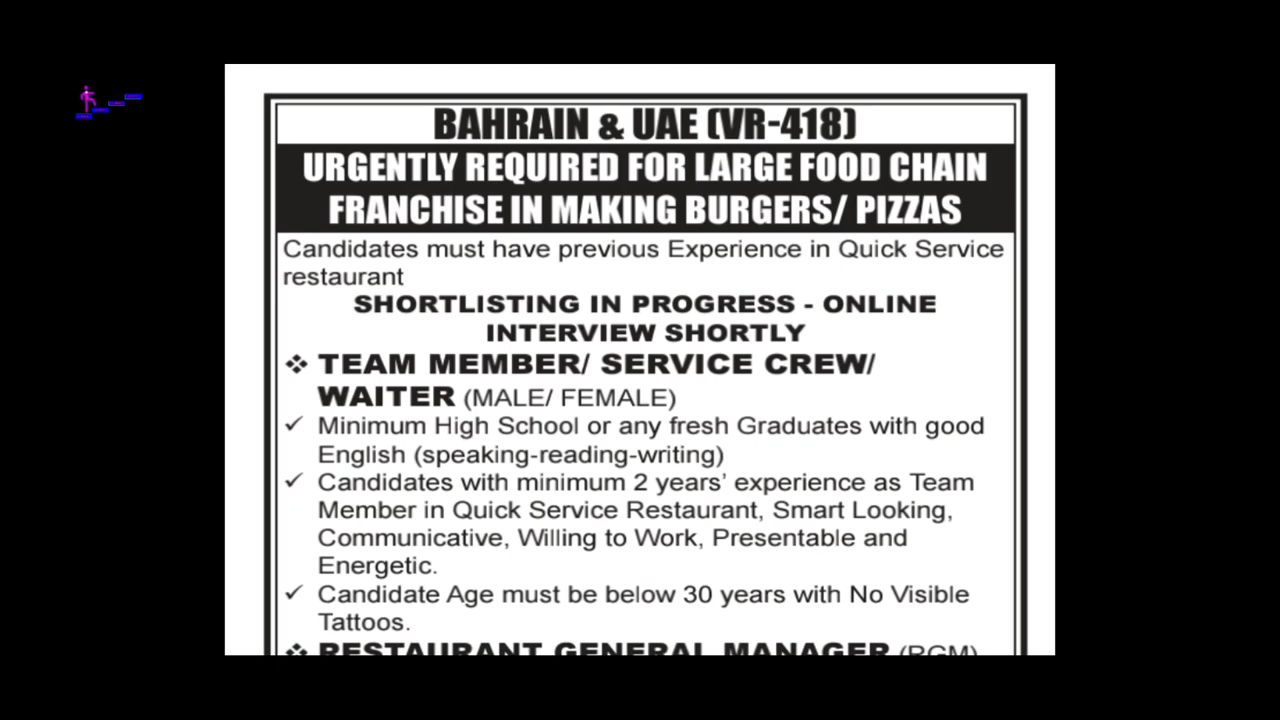 BAHRAIN & UAE (VR-418)
URGENTLY REQUIRED FOR LARGE FOOD CHAIN
FRANCHISE IN MAKING BURGERS/ PIZZAS
Candidates must have previous Experience in Quick Service
restaurant
SHORTLISTING IN PROGRESS - ONLINE
INTERVIEW SHORTLY
❖ TEAM MEMBER/ SERVICE CREW/
WAITER (MALE/ FEMALE)
✓ Minimum High School or any fresh Graduates with good
English (speaking-reading-writing)
✓ Candidates with minimum 2 years’ experience as Team
Member in Quick Service Restaurant, Smart Looking,
Communicative, Willing to Work, Presentable and
Energetic.
✓ Candidate Age must be below 30 years with No Visible
Tattoos.
❖ RESTAURANT GENERAL MANAGER (RGM)